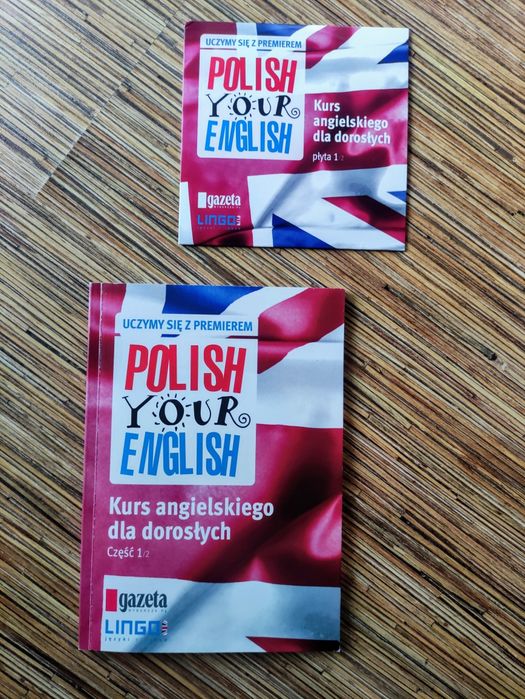 UCZYMY SIĘ Z PREMIEREM
POLISH
YOUR
ENGLISH
Kurs
angielskiego
dla dorosłych
płyta 1/2
gazeta
LINGO
UCZYMY SIĘ Z PREMIEREM
POLISH
YOUR
ENGLISH
Kurs angielskiego
dla dorosłych
Część 1/2
gazeta
LINGO